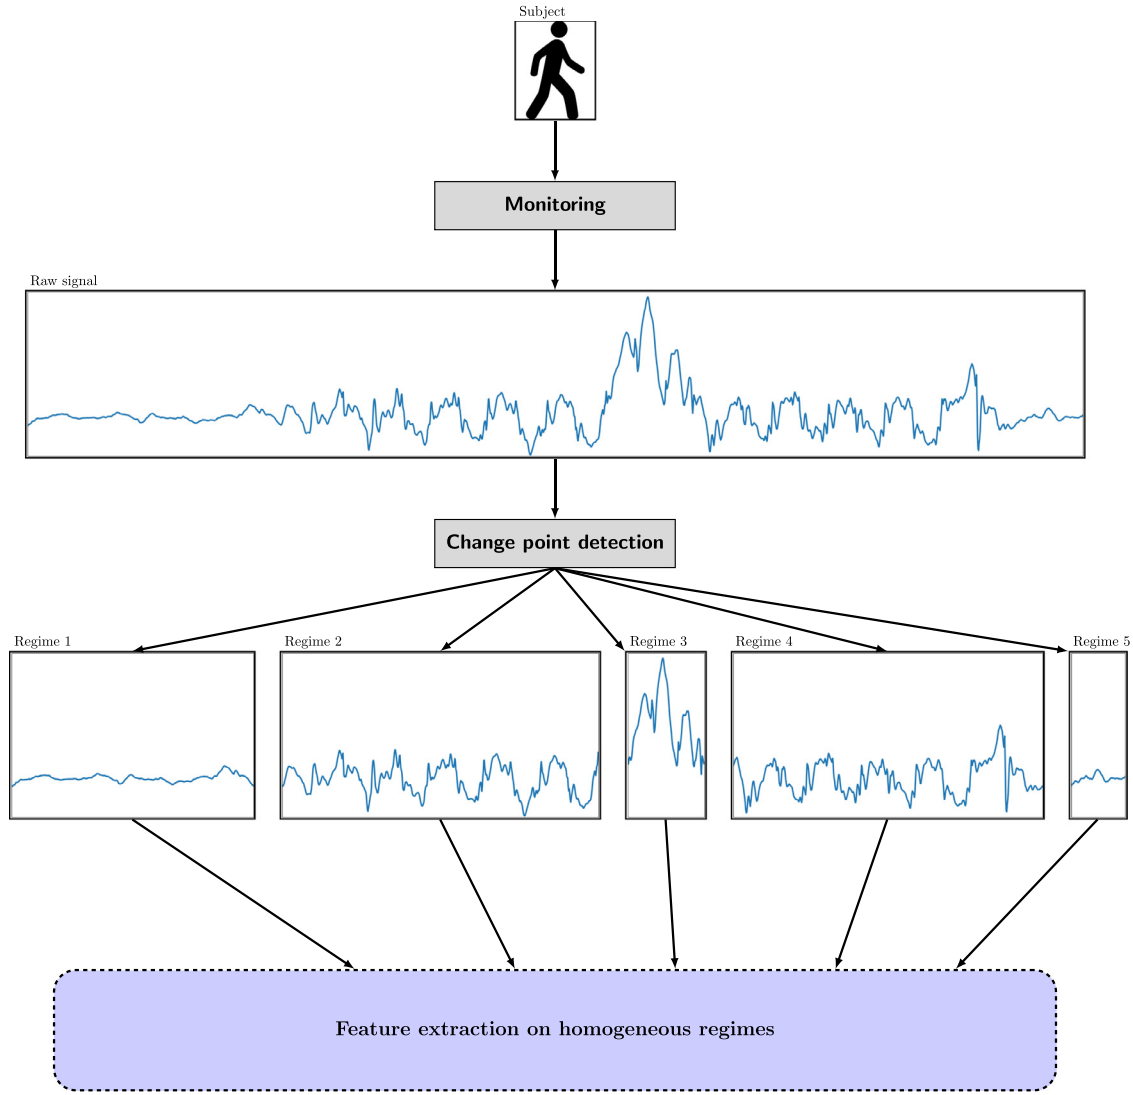 Subject
Monitoring
Raw signal
Change point detection
Regime 1
Regime 2
Regime 3
Regime 4
Regime 5
Feature extraction on homogeneous regimes